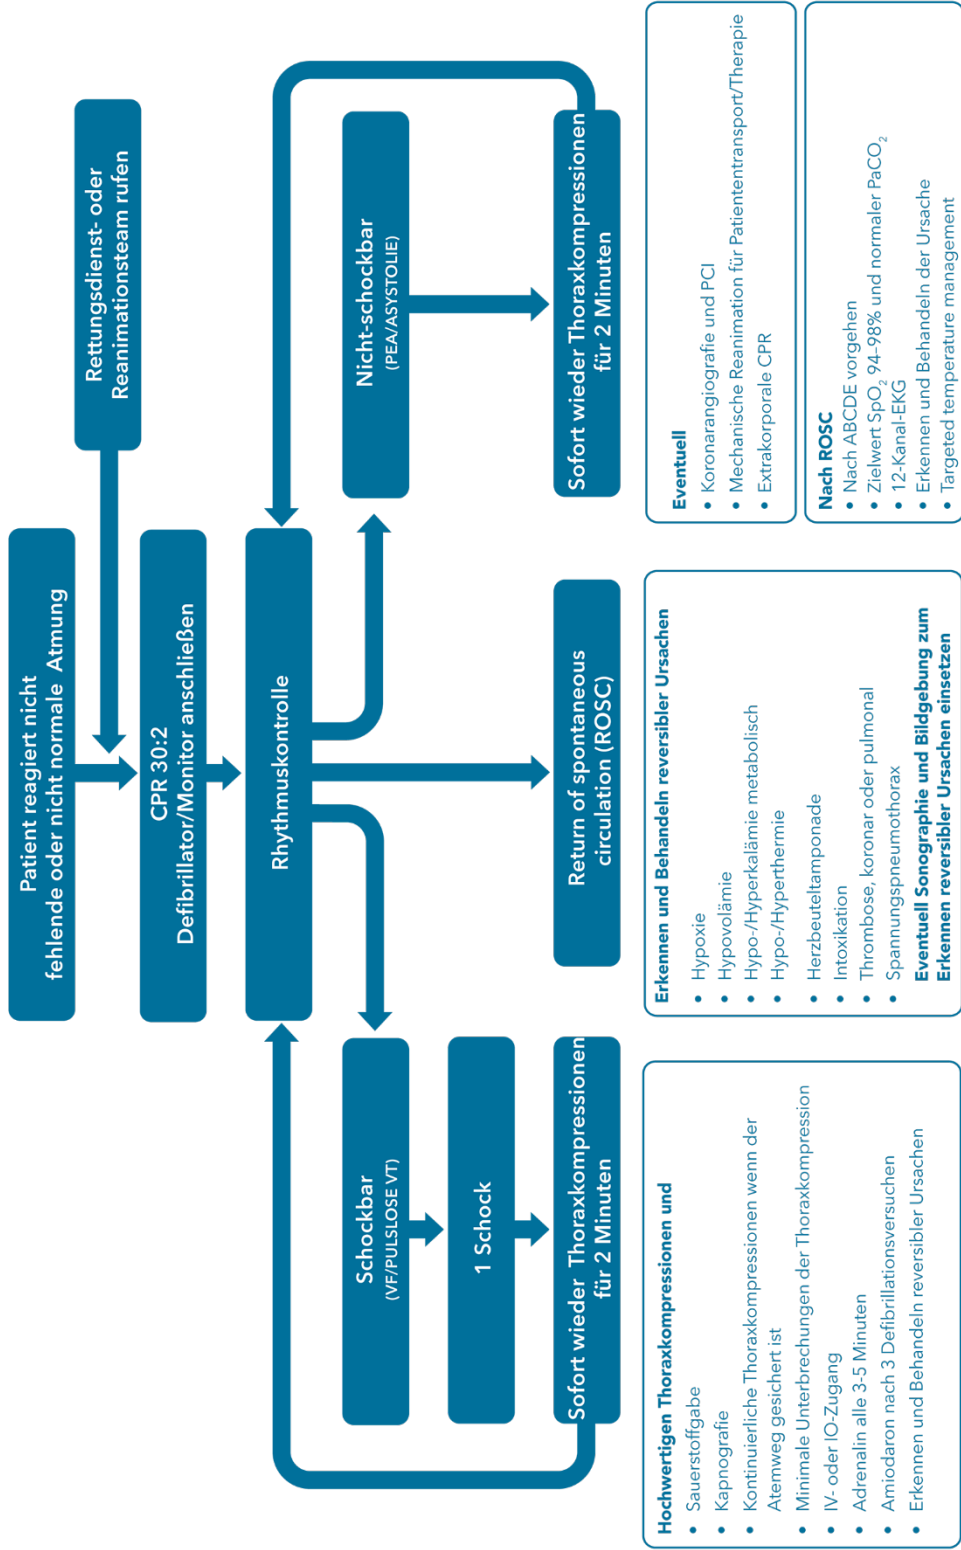 Patient reagiert nicht
fehlende oder nicht normale Atmung
Rettungsdienst- oder
Reanimationsteam rufen
CPR 30:2
Defibrillator/Monitor anschließen
Rhythmuskontrolle
Schockbar
(VF/PULSLOSE VT)
Nicht-schockbar
(PEA/ASYSTOLIE)
1 Schock
Sofort wieder Thoraxkompressionen
für 2 Minuten
Return of spontaneous
circulation (ROSC)
Sofort wieder Thoraxkompressionen
für 2 Minuten
Hochwertigen Thoraxkompressionen und
• Sauerstoffgabe
• Kapnografie
• Kontinuierliche Thoraxkompressionen wenn der
Atemweg gesichert ist
• Minimale Unterbrechungen der Thoraxkompression
• IV- oder IO-Zugang
• Adrenalin alle 3-5 Minuten
• Amiodaron nach 3 Defibrillationsversuchen
• Erkennen und Behandeln reversibler Ursachen
Erkennen und Behandeln reversibler Ursachen
• Hypoxie
• Hypovolämie
• Hypo-/Hyperkalämie metabolisch
• Hypo-/Hyperthermie
• Herzbeuteltamponade
• Intoxikation
• Thrombose, koronar oder pulmonal
• Spannungspneumothorax
Eventuell Sonographie und Bildgebung zum
Erkennen reversibler Ursachen einsetzen
Eventuell
• Koronarangiografie und PCI
• Mechanische Reanimation für Patiententransport/Therapie
• Extrakorporale CPR
Nach ROSC
• Nach ABCDE vorgehen
• Zielwert SpO₂ 94–98% und normaler PaCO₂
• 12-Kanal-EKG
• Erkennen und Behandeln der Ursache
• Targeted temperature management